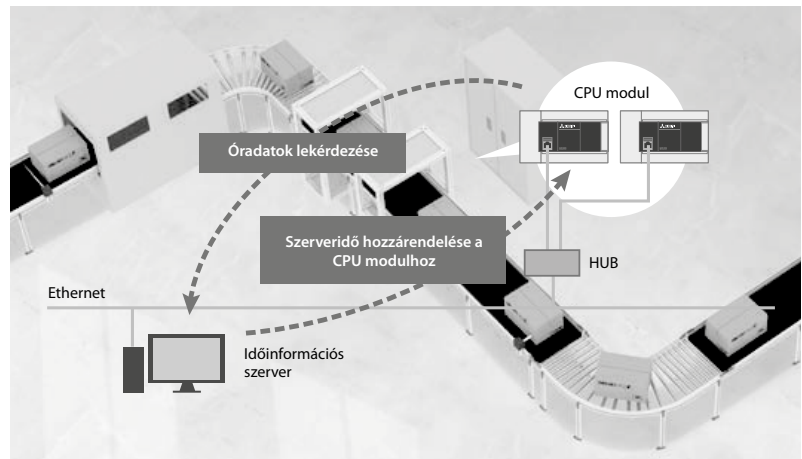 CPU modul
Óradatok lekérdezése
Szerveridő hozzárendelése a
CPU modulhoz
HUB
Ethernet
Időinformációs
szerver